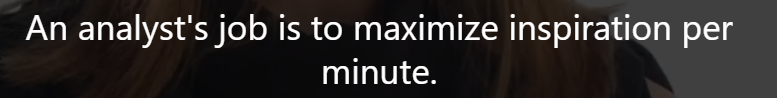 An analyst's job is to maximize inspiration per
minute.